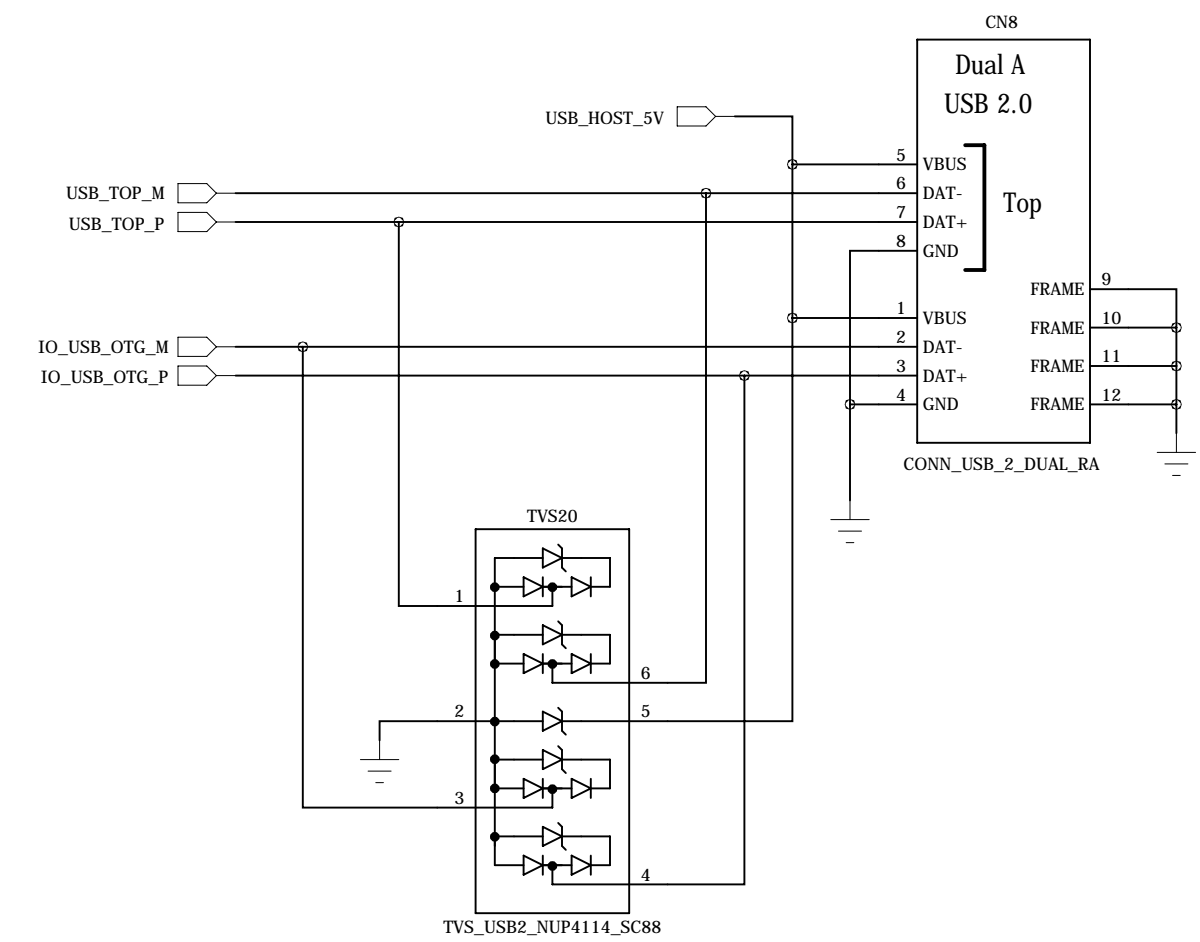 CN8
Dual A
USB 2.0
USB_HOST_5V
5 VBUS
USB_TOP_M
6 DAT-
Top
USB_TOP_P
7 DAT+
8 GND
FRAME 9
1 VBUS
FRAME 10
IO_USB_OTG_M
2 DAT-
FRAME 11
IO_USB_OTG_P
3 DAT+
4 GND
FRAME 12
CONN_USB_2_DUAL_RA
TVS20
1
6
2
5
3
4
TVS_USB2_NUP4114_SC88